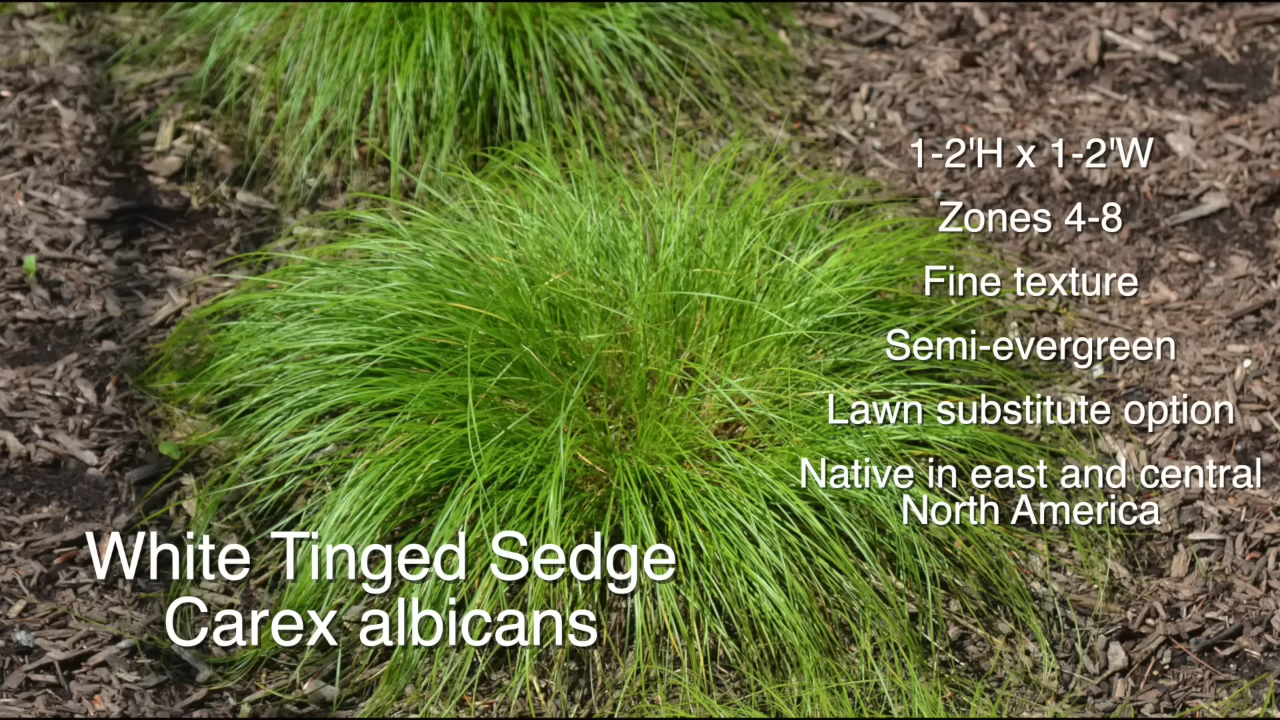 1-2'H x 1-2'W
Zones 4-8
Fine texture
Semi-evergreen
Lawn substitute option
Native in east and central
North America
White Tinged Sedge
Carex albicans